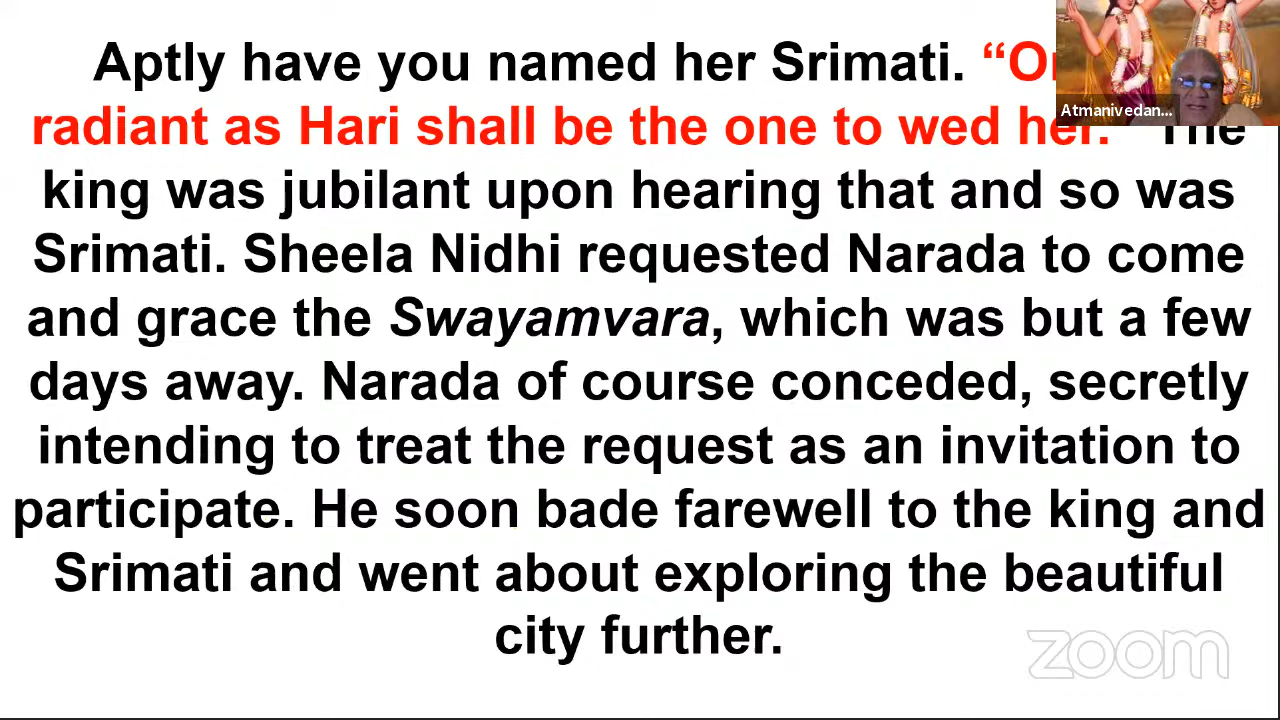 Aptly have you named her Srimati.
radiant as Hari shall be the one to wed her. The
king was jubilant upon hearing that and so was
Srimati. Sheela Nidhi requested Narada to come
and grace the Swayamvara, which was but a few
days away. Narada of course conceded, secretly
intending to treat the request as an invitation to
participate. He soon bade farewell to the king and
Srimati and went about exploring the beautiful
city further.
Atmanivedan...
zoom